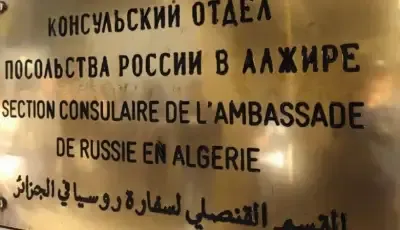 КОНСУЛЬСКИЙ ОТДЕЛ
ПОСОЛЬСТВА РОССИИ В АЛЖИРЕ
SECTION CONSULAIRE DE L'AMBASSADE
DE RUSSIE EN ALGERIE
القسم القنصلي لسفارة روسيا في الجزائر